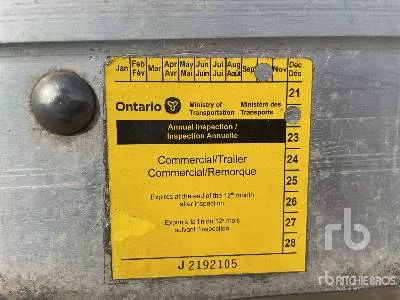 Jan Feb Mar Apr May Jun Jul Aug Sep Nov Dec
Fév Avr Mai Jui Jui Août Déc
21
Ontario Ministry of Ministère des
Transportation Transports
Annual Inspection /
Inspection Annuelle
23
Commercial/Trailer
24
Commercial/Remorque
25
Expires at the end of the 12th month
26
after inspection
Expire à la fin du 12e mois
27
suivant l'inspection
28
J 2192105
rb
RITCHIE BROS